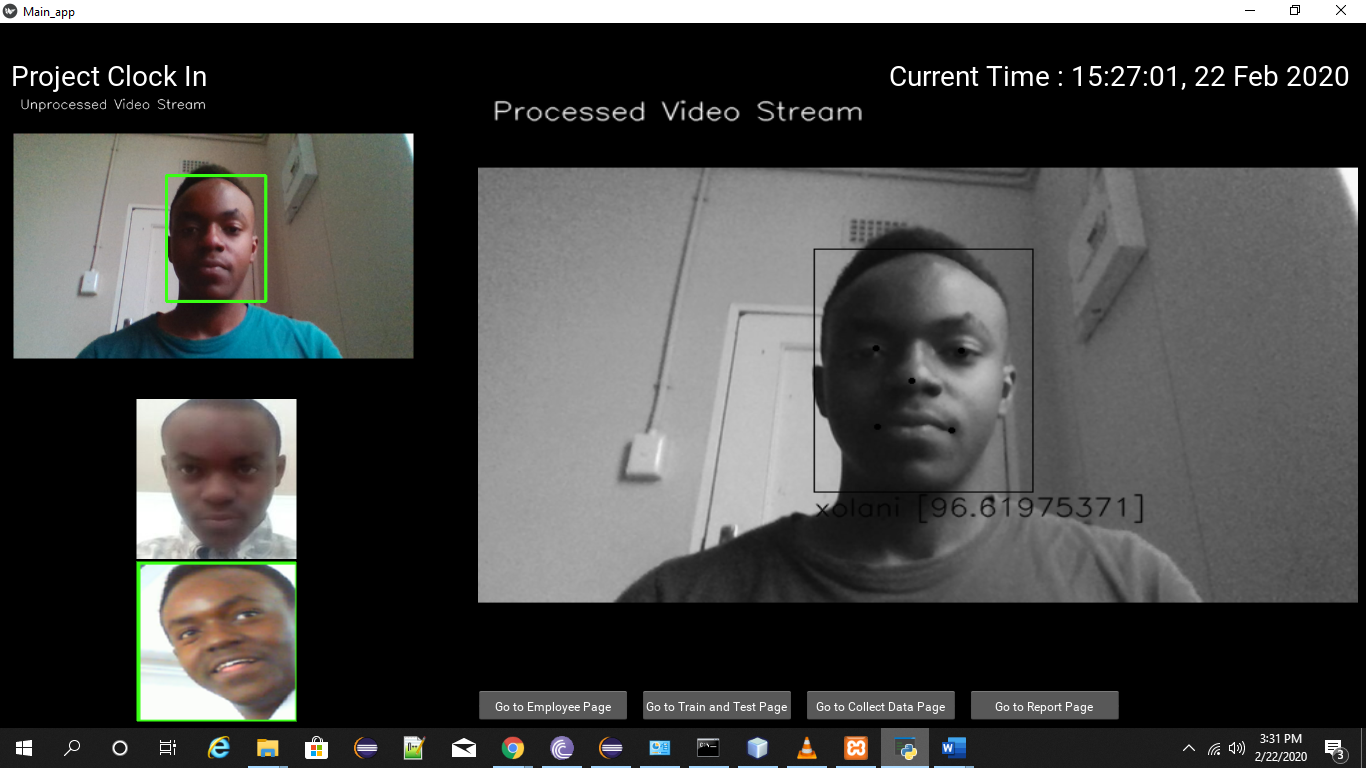 Main_app
Project Clock In
Current Time : 15:27:01, 22 Feb 2020
Unprocessed Video Stream
Processed Video Stream
xolani [96.61975371]
Go to Employee Page
Go to Train and Test Page
Go to Collect Data Page
Go to Report Page
3:31 PM
2/22/2020
3